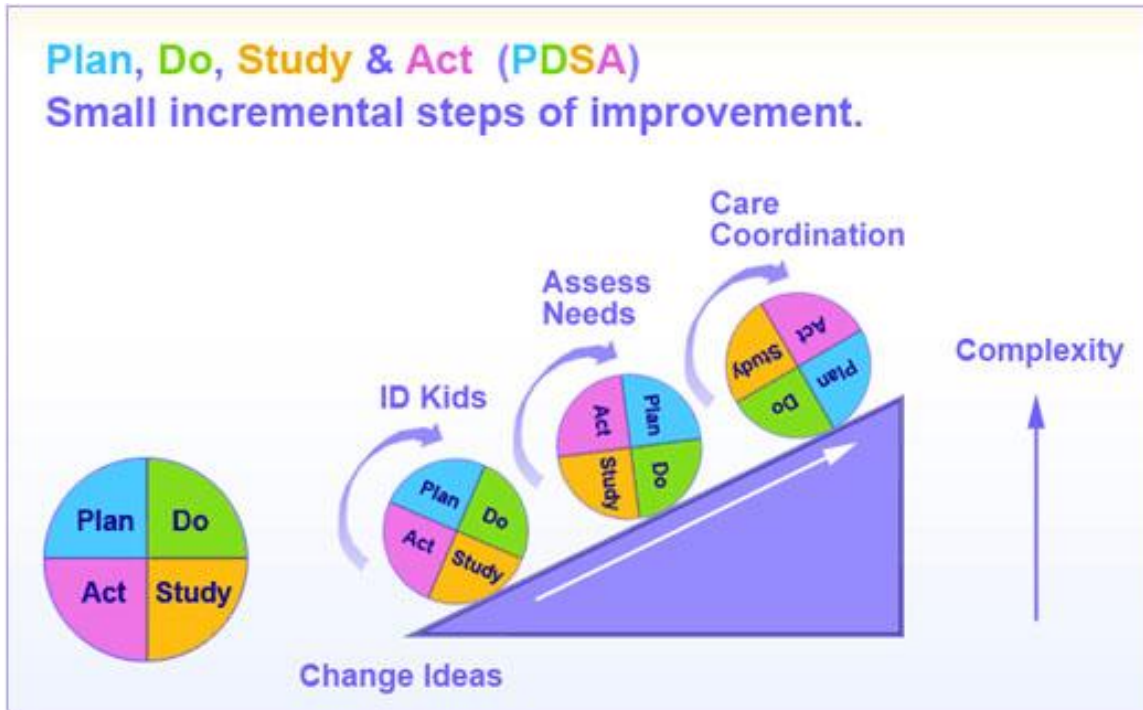 Plan, Do, Study & Act (PDSA)
Small incremental steps of improvement.
Care
Coordination
Assess
Needs
ID Kids
Complexity
Act
Study
Plan
Do
Act
Plan
Study
Do
Plan
Do
Act
Study
Plan Do
Act Study
Change Ideas